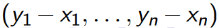 (y₁ − x₁, . . . , yₙ − xₙ)